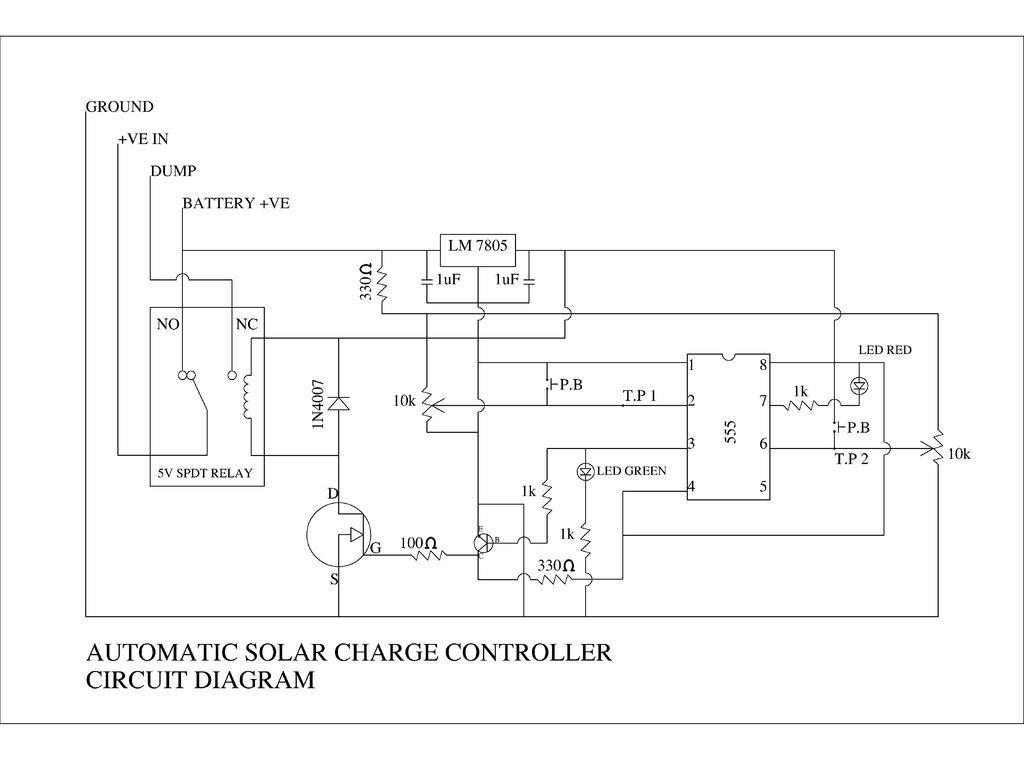 GROUND
+VE IN
DUMP
BATTERY +VE
LM 7805
330Ω
1uF
1uF
NO
NC
LED RED
1
8
1N4007
P.B
10k
T.P 1
2
7
1k
555
P.B
3
6
T.P 2
10k
5V SPDT RELAY
LED GREEN
D
1k
4
5
E
B
1k
G
100Ω
C
330Ω
S
AUTOMATIC SOLAR CHARGE CONTROLLER
CIRCUIT DIAGRAM